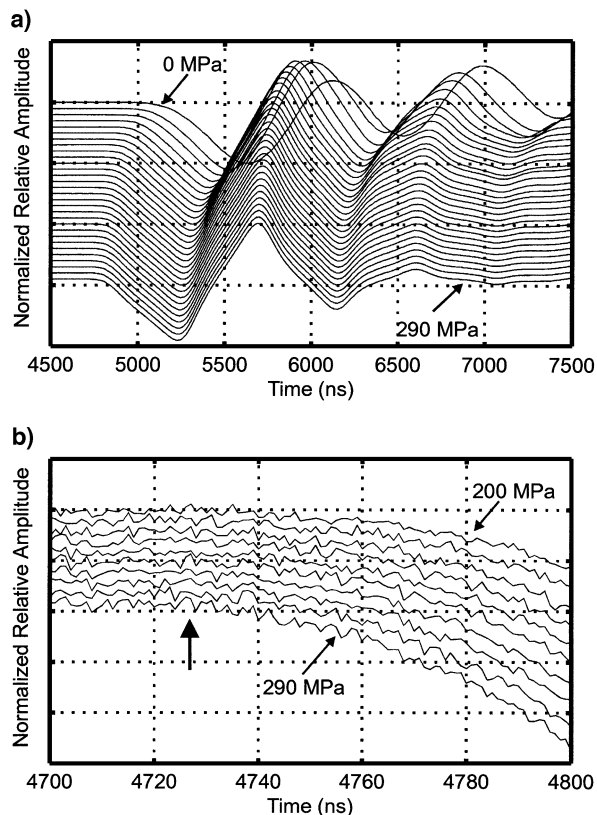 a)
Normalized Relative Amplitude
0 MPa
290 MPa
4500 5000 5500 6000 6500 7000 7500
Time (ns)
b)
Normalized Relative Amplitude
200 MPa
290 MPa
4700 4720 4740 4760 4780 4800
Time (ns)